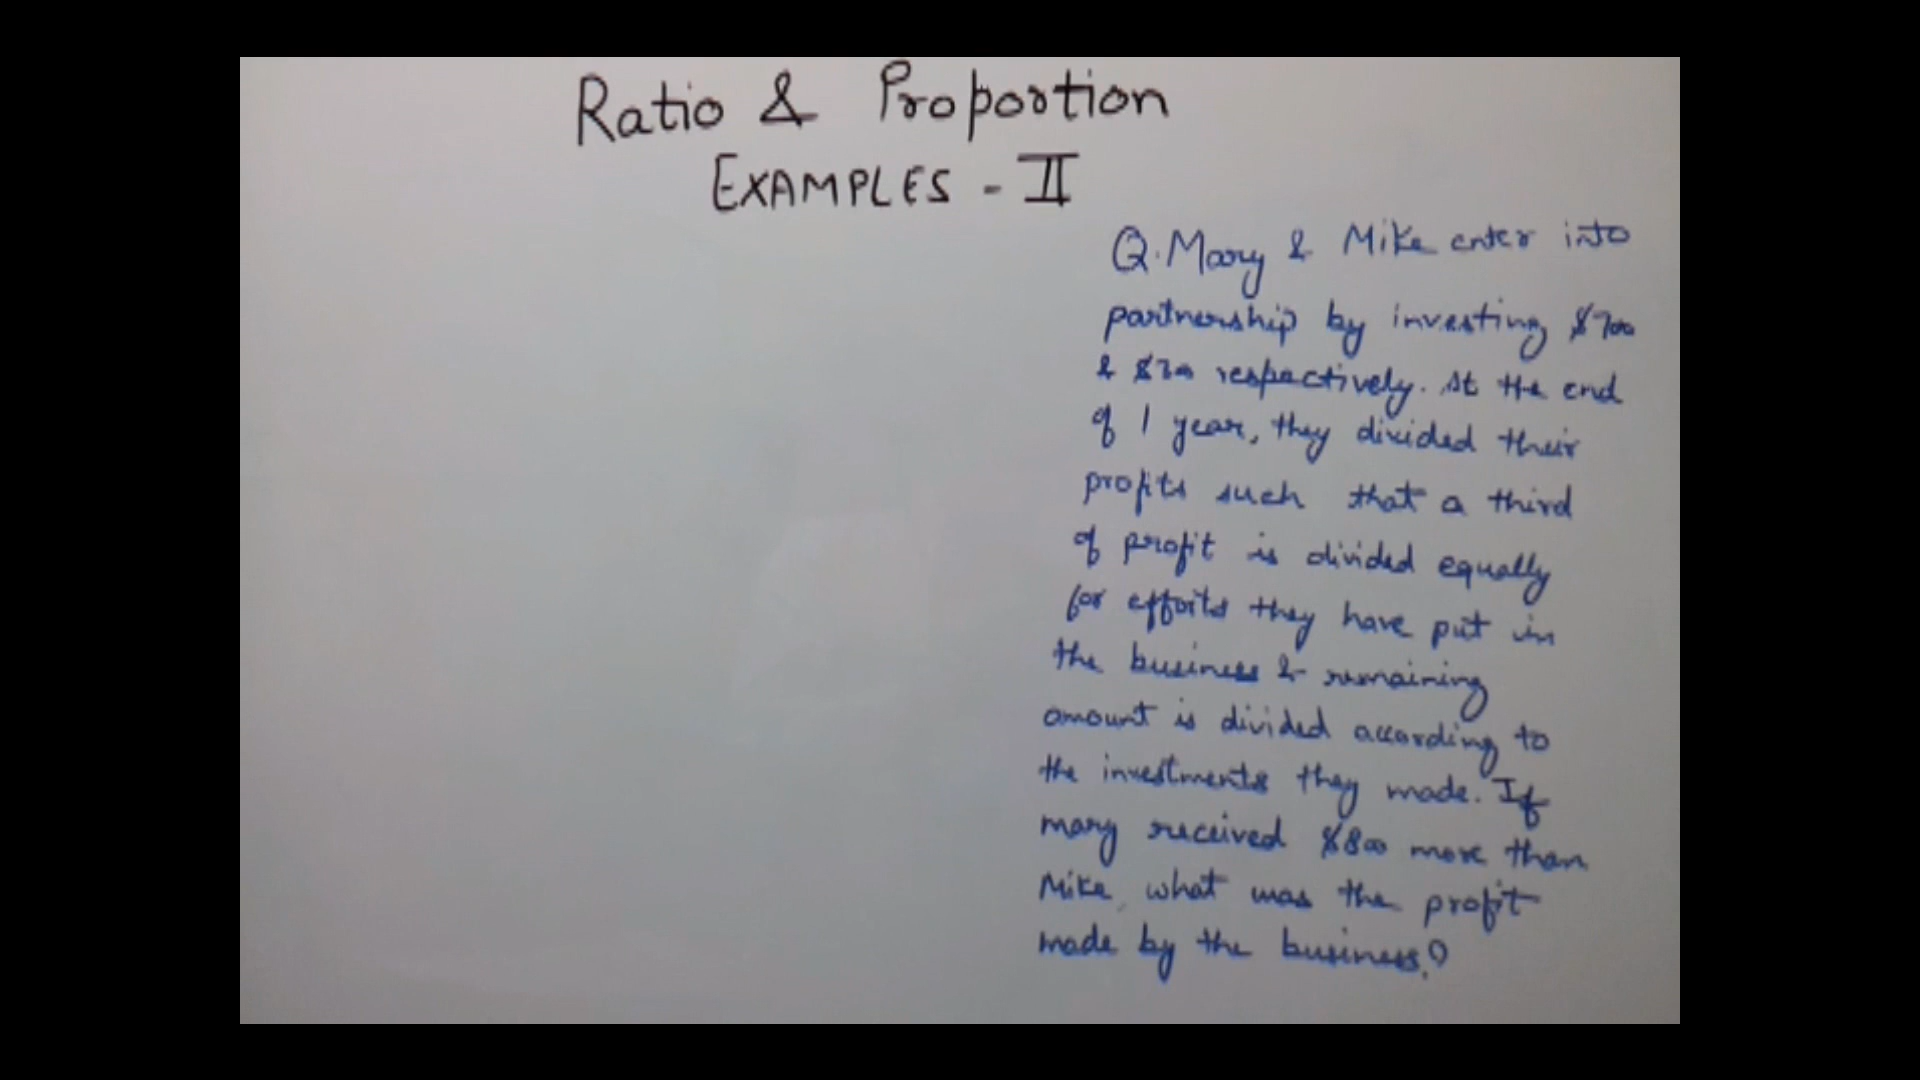 Ratio & Proportion
EXAMPLES - II
Q. Mary & Mike enter into
partnership by investing $700
& $300 respectively. At the end
of 1 year, they divided their
profits such that a third
of profit is divided equally
for efforts they have put in
the business & remaining
amount is divided according to
the investments they made. If
mary received $800 more than
Mike, what was the profit
made by the business?